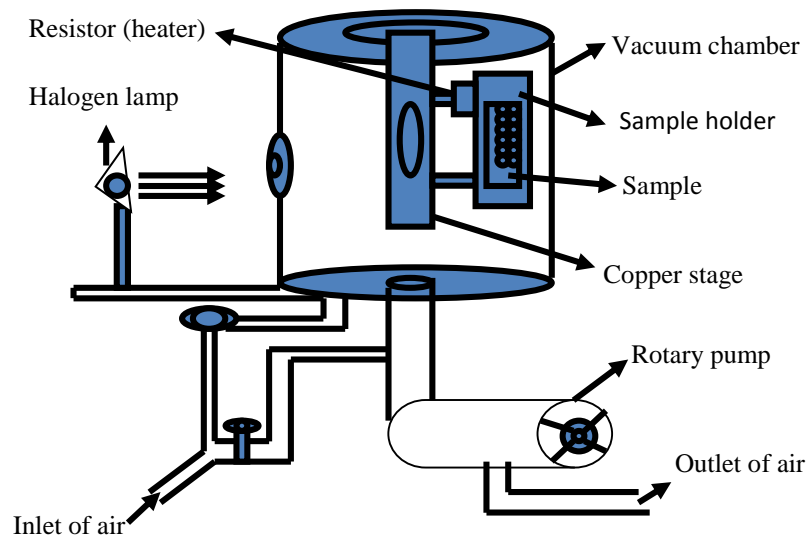 Resistor (heater)
Vacuum chamber
Halogen lamp
Sample holder
Sample
Copper stage
Rotary pump
Outlet of air
Inlet of air